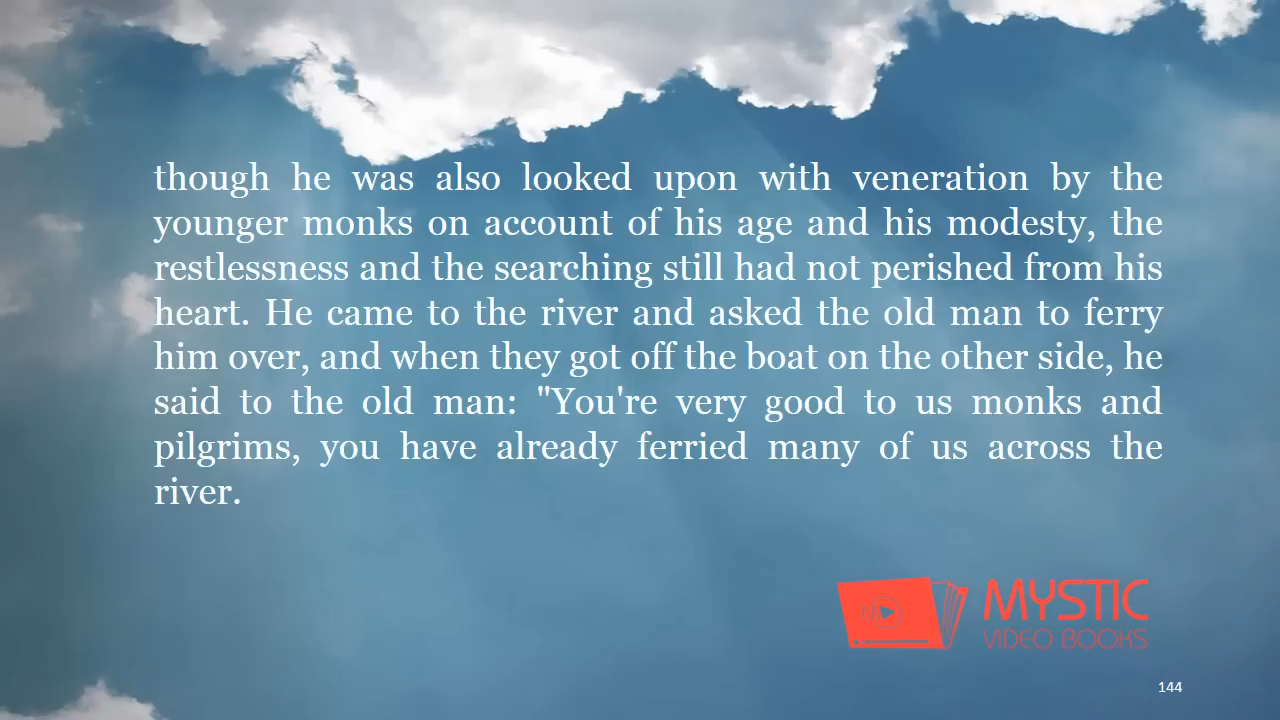 though he was also looked upon with veneration by the
younger monks on account of his age and his modesty, the
restlessness and the searching still had not perished from his
heart. He came to the river and asked the old man to ferry
him over, and when they got off the boat on the other side, he
said to the old man: "You're very good to us monks and
pilgrims, you have already ferried many of us across the
river.
MYSTIC
VIDEO BOOKS
144